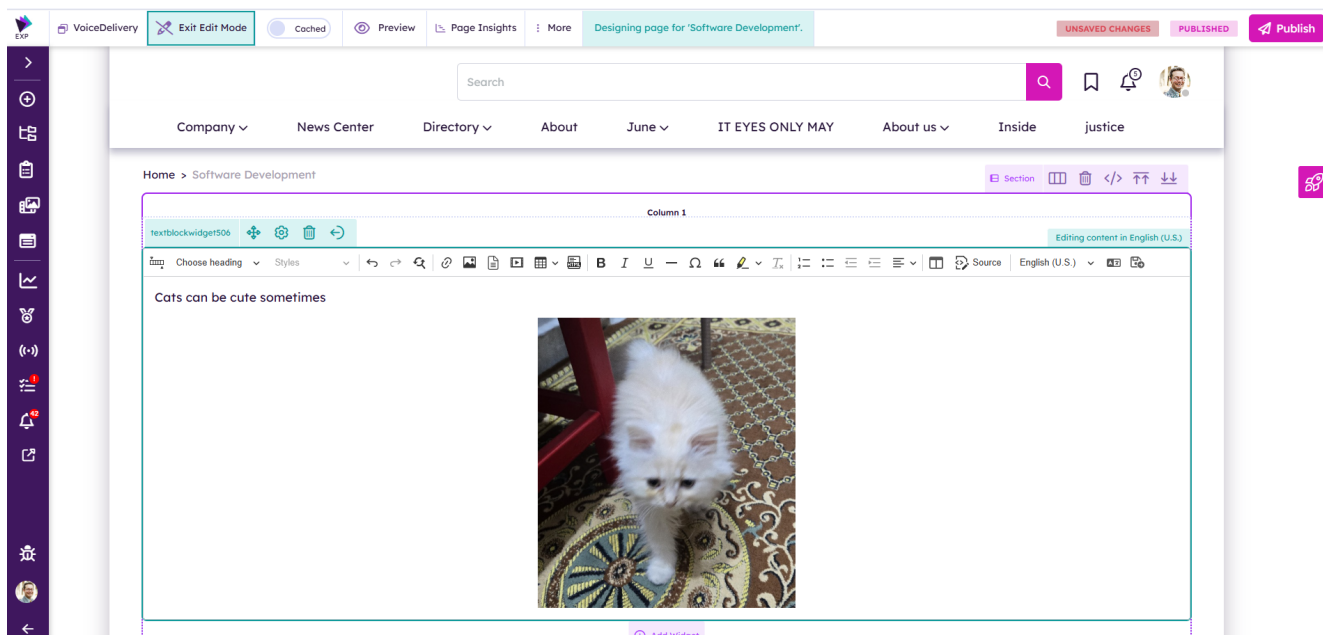 EXP
VoiceDelivery
Exit Edit Mode
Cached
Preview
Page Insights
More
Designing page for 'Software Development'.
UNSAVED CHANGES
PUBLISHED
Publish
Search
5
Company
News Center
Directory
About
June
IT EYES ONLY MAY
About us
Inside
justice
Home > Software Development
Section
Column 1
textblockwidget506
Editing content in English (U.S.)
Choose heading
Styles
Source
English (U.S.)
Cats can be cute sometimes
!
42
Add Widget